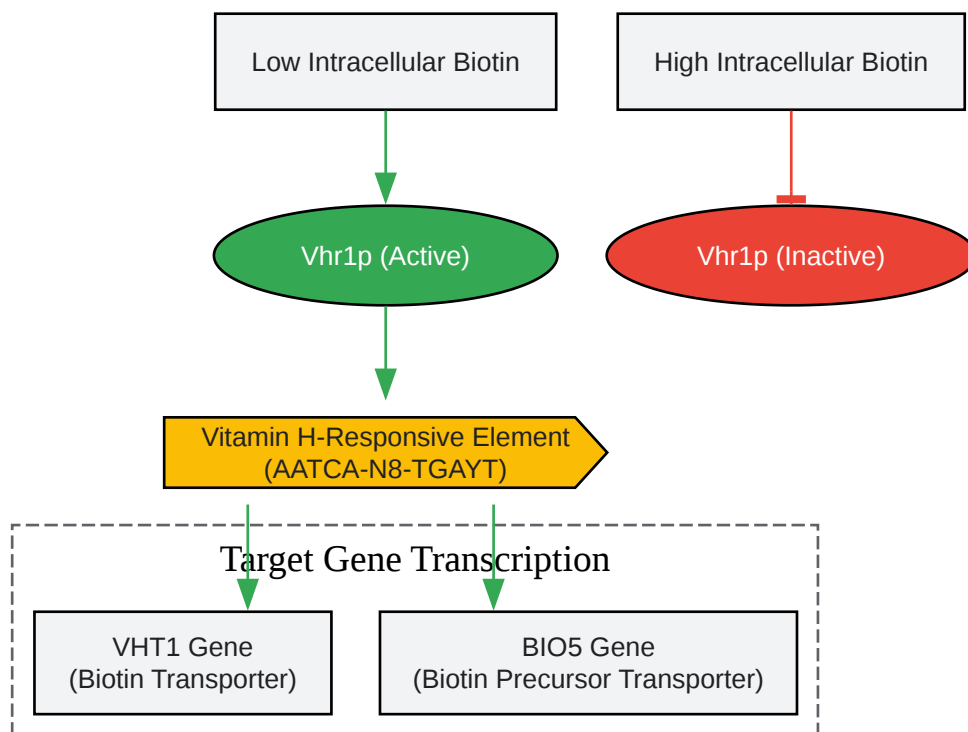 Low Intracellular Biotin
High Intracellular Biotin
Vhr1p (Active)
Vhr1p (Inactive)
Vitamin H-Responsive Element
(AATCA-N8-TGAYT)
Target Gene Transcription
VHT1 Gene
(Biotin Transporter)
BIO5 Gene
(Biotin Precursor Transporter)